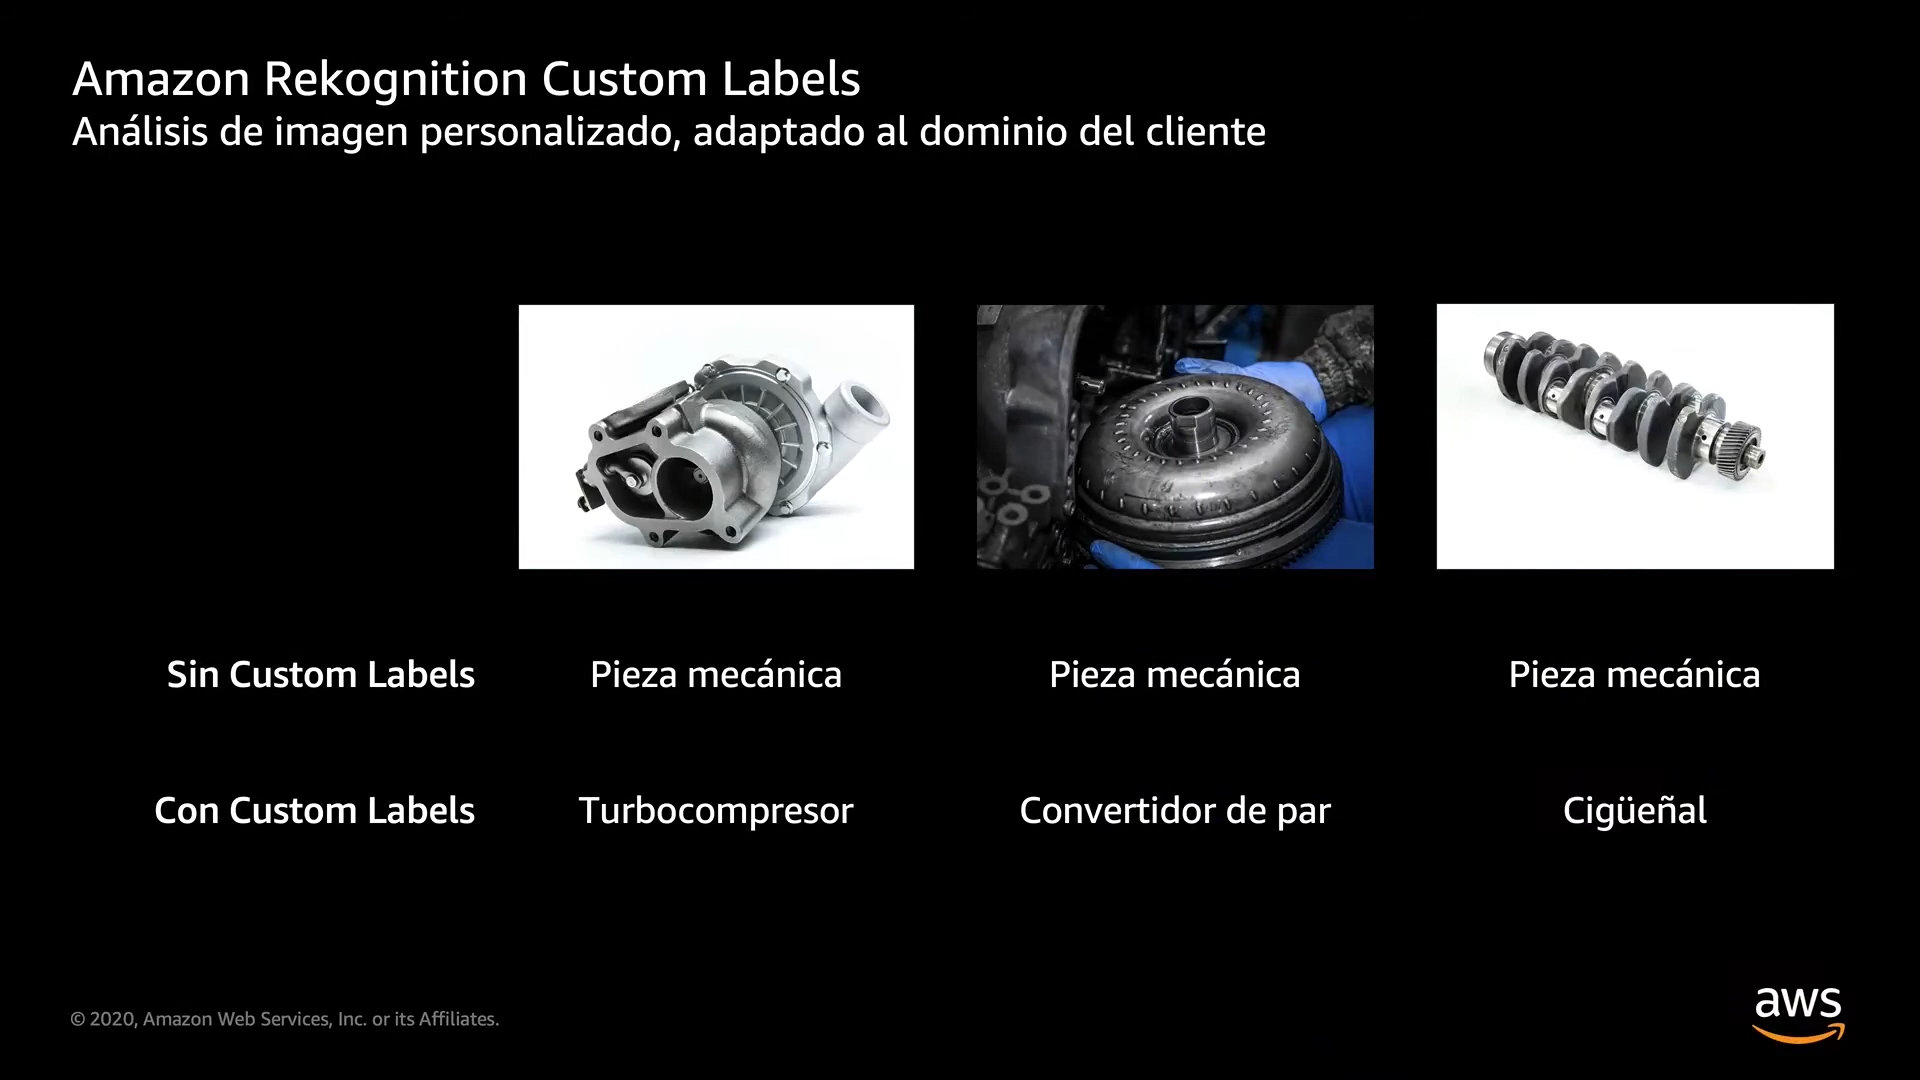 Amazon Rekognition Custom Labels
Análisis de imagen personalizado, adaptado al dominio del cliente
Sin Custom Labels Pieza mecánica Pieza mecánica Pieza mecánica
Con Custom Labels Turbocompresor Convertidor de par Cigüeñal
© 2020, Amazon Web Services, Inc. or its Affiliates.
aws